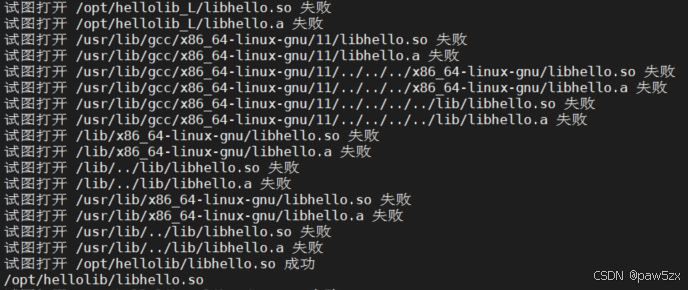 试图打开 /opt/hellolib_L/libhello.so 失败
试图打开 /opt/hellolib_L/libhello.a 失败
试图打开 /usr/lib/gcc/x86_64-linux-gnu/11/libhello.so 失败
试图打开 /usr/lib/gcc/x86_64-linux-gnu/11/libhello.a 失败
试图打开 /usr/lib/gcc/x86_64-linux-gnu/11/../../../x86_64-linux-gnu/libhello.so 失败
试图打开 /usr/lib/gcc/x86_64-linux-gnu/11/../../../x86_64-linux-gnu/libhello.a 失败
试图打开 /usr/lib/gcc/x86_64-linux-gnu/11/../../../../lib/libhello.so 失败
试图打开 /usr/lib/gcc/x86_64-linux-gnu/11/../../../../lib/libhello.a 失败
试图打开 /lib/x86_64-linux-gnu/libhello.so 失败
试图打开 /lib/x86_64-linux-gnu/libhello.a 失败
试图打开 /lib/../lib/libhello.so 失败
试图打开 /lib/../lib/libhello.a 失败
试图打开 /usr/lib/x86_64-linux-gnu/libhello.so 失败
试图打开 /usr/lib/x86_64-linux-gnu/libhello.a 失败
试图打开 /usr/lib/../lib/libhello.so 失败
试图打开 /usr/lib/../lib/libhello.a 失败
试图打开 /opt/hellolib/libhello.so 成功
/opt/hellolib/libhello.so
CSDN @paw5zx